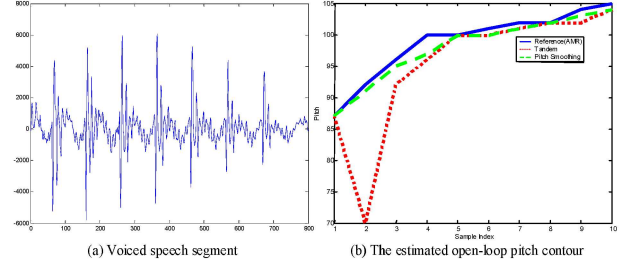 8000
6000
4000
2000
0
-2000
-4000
-6000
0 100 200 300 400 500 600 700 800
(a) Voiced speech segment
105
100
95
90
85
80
75
70
Pitch
Reference(AMR)
Tandem
Pitch Smoothing
1 2 3 4 5 6 7 8 9 10
Sample Index
(b) The estimated open-loop pitch contour